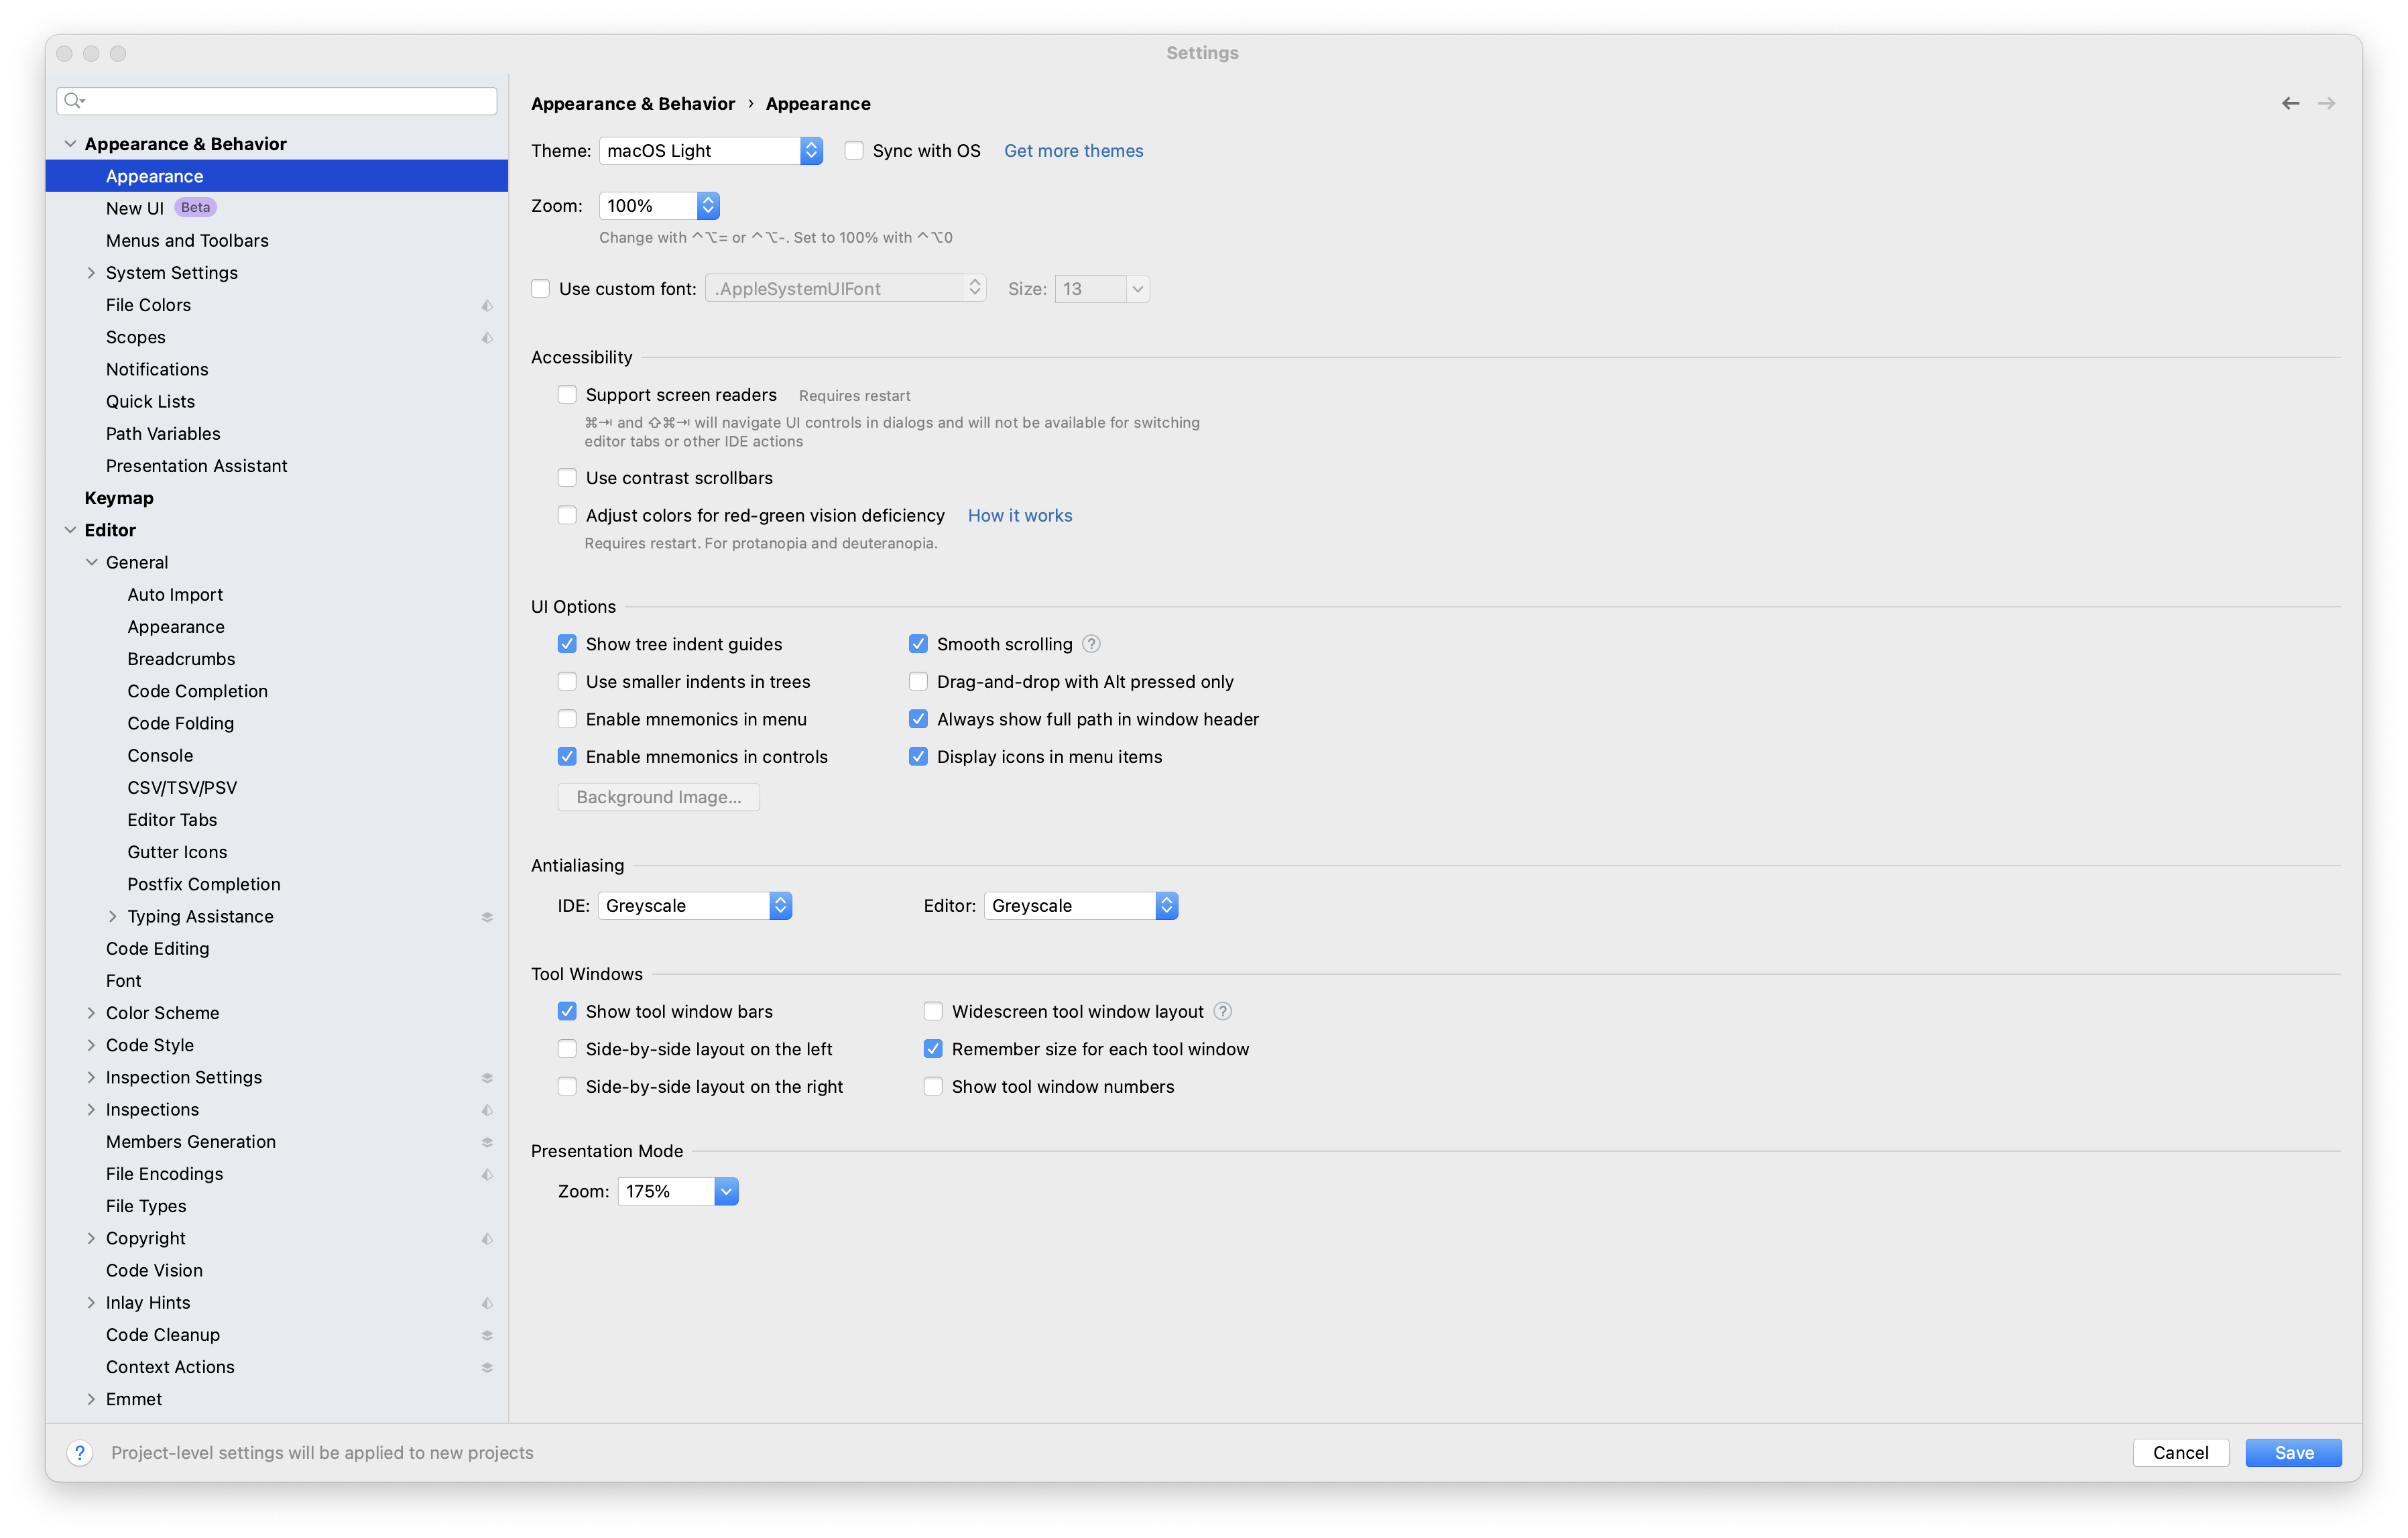 Settings
Appearance & Behavior
Appearance
New UI Beta
Menus and Toolbars
System Settings
File Colors
Scopes
Notifications
Quick Lists
Path Variables
Presentation Assistant
Keymap
Editor
General
Auto Import
Appearance
Breadcrumbs
Code Completion
Code Folding
Console
CSV/TSV/PSV
Editor Tabs
Gutter Icons
Postfix Completion
Typing Assistance
Code Editing
Font
Color Scheme
Code Style
Inspection Settings
Inspections
Members Generation
File Encodings
File Types
Copyright
Code Vision
Inlay Hints
Code Cleanup
Context Actions
Emmet
Appearance & Behavior › Appearance
Theme: macOS Light Sync with OS Get more themes
Zoom: 100%
Change with ⌃⌥= or ⌃⌥-. Set to 100% with ⌃⌥0
Use custom font: .AppleSystemUIFont Size: 13
Accessibility
Support screen readers Requires restart
⌘⇥ and ⇧⌘⇥ will navigate UI controls in dialogs and will not be available for switching
editor tabs or other IDE actions
Use contrast scrollbars
Adjust colors for red-green vision deficiency How it works
Requires restart. For protanopia and deuteranopia.
UI Options
Show tree indent guides Smooth scrolling ?
Use smaller indents in trees Drag-and-drop with Alt pressed only
Enable mnemonics in menu Always show full path in window header
Enable mnemonics in controls Display icons in menu items
Background Image...
Antialiasing
IDE: Greyscale Editor: Greyscale
Tool Windows
Show tool window bars Widescreen tool window layout ?
Side-by-side layout on the left Remember size for each tool window
Side-by-side layout on the right Show tool window numbers
Presentation Mode
Zoom: 175%
? Project-level settings will be applied to new projects Cancel Save